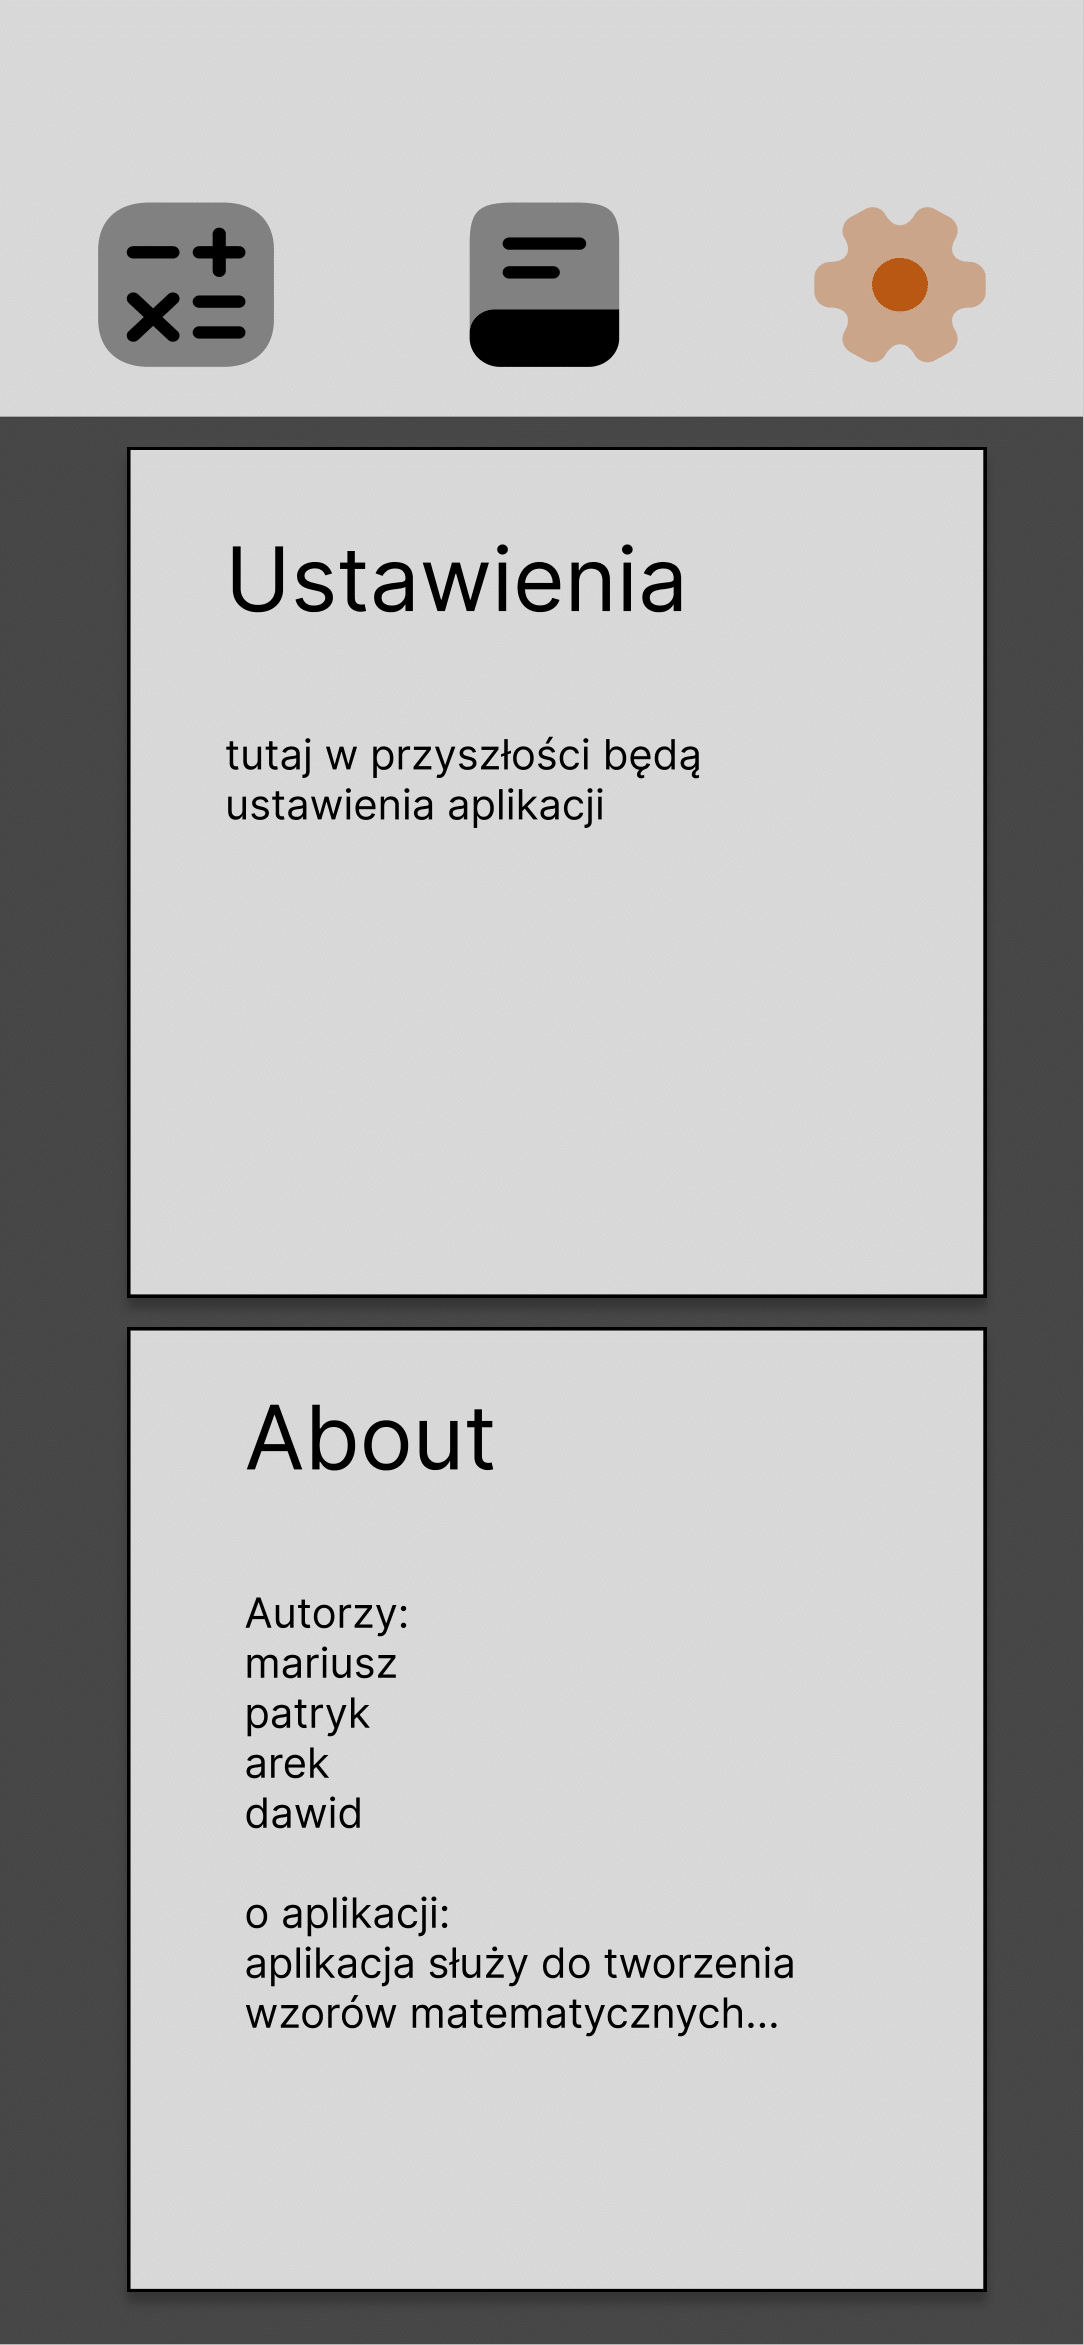 Ustawienia
tutaj w przyszłości będą
ustawienia aplikacji
About
Autorzy:
mariusz
patryk
arek
dawid
o aplikacji:
aplikacja służy do tworzenia
wzorów matematycznych...